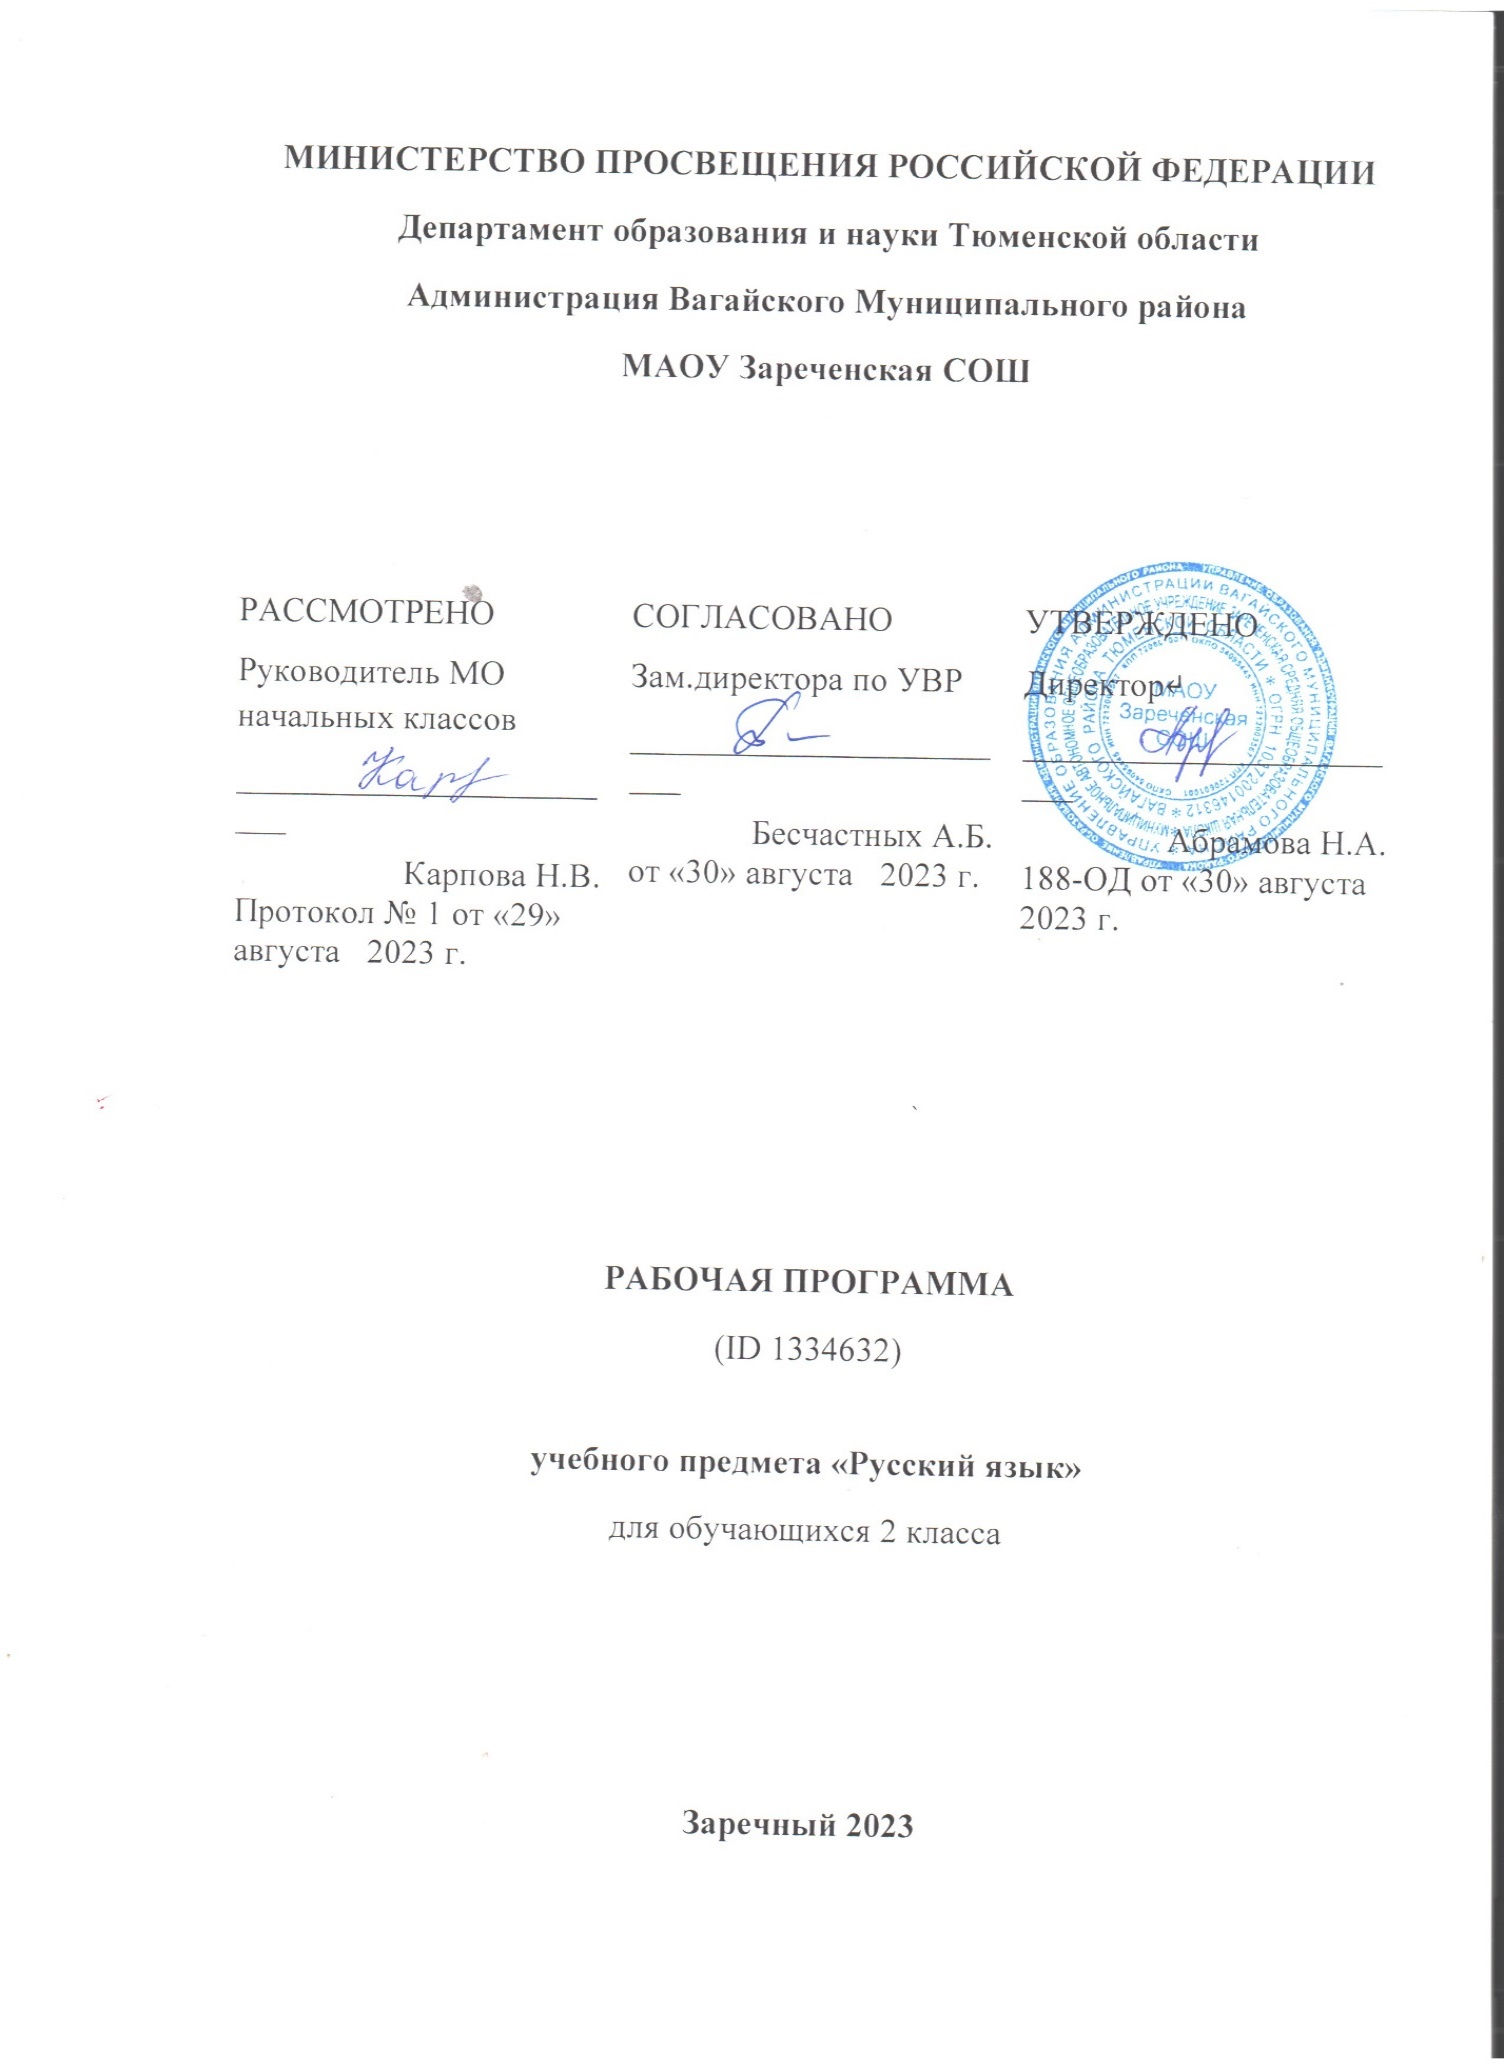 МИНИСТЕРСТВО ПРОСВЕЩЕНИЯ РОССИЙСКОЙ ФЕДЕРАЦИИ
Департамент образования и науки Тюменской области
Администрация Вагайского Муниципального района
МАОУ Зареченская СОШ
РАССМОТРЕНО
Руководитель МО
начальных классов
Карпова Н.В.
Протокол № 1 от «29»
августа 2023 г.
СОГЛАСОВАНО
Зам.директора по УВР
Бесчастных А.Б.
от «30» августа 2023 г.
УТВЕРЖДЕНО
Директор↵
МАОУ
Зареченская
Абрамова Н.А.
188-ОД от «30» августа
2023 г.
РАБОЧАЯ ПРОГРАММА
(ID 1334632)
учебного предмета «Русский язык»
для обучающихся 2 класса
Заречный 2023